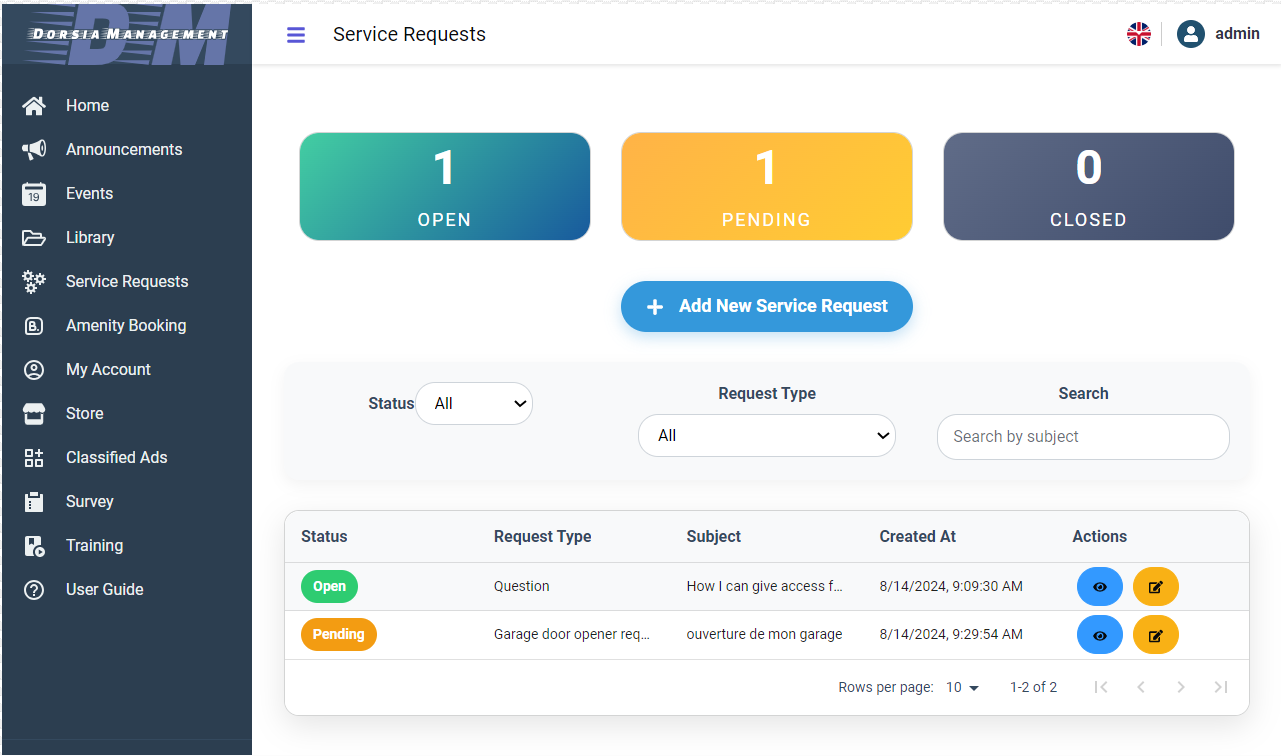 DORSIA MANAGEMENT
DM
Service Requests
admin
Home
Announcements
19
Events
Library
Service Requests
B.
Amenity Booking
My Account
Store
Classified Ads
Survey
Training
User Guide
1
OPEN
1
PENDING
0
CLOSED
+ Add New Service Request
Status All
Request Type
All
Search
Search by subject
Status Request Type Subject Created At Actions
Open Question How I can give access f... 8/14/2024, 9:09:30 AM
Pending Garage door opener req... ouverture de mon garage 8/14/2024, 9:29:54 AM
Rows per page: 10 1-2 of 2